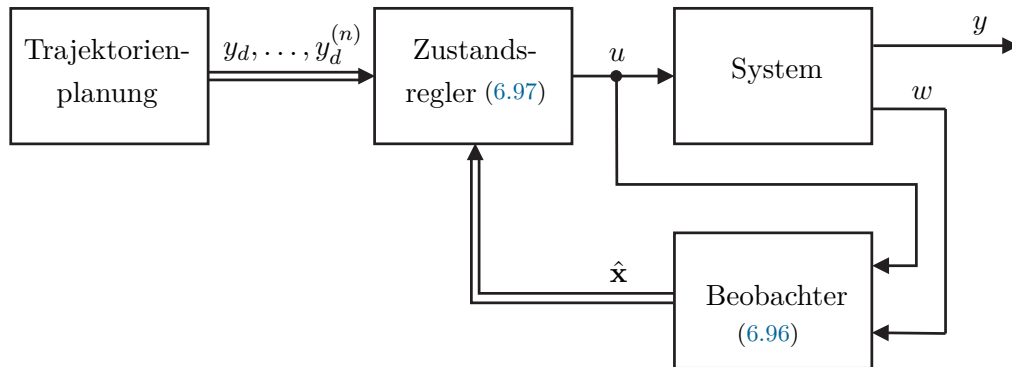 Trajektorien-
planung
y_d, . . . , y_d^{(n)}
Zustands-
regler (6.97)
u
System
y
w
x̂
Beobachter
(6.96)